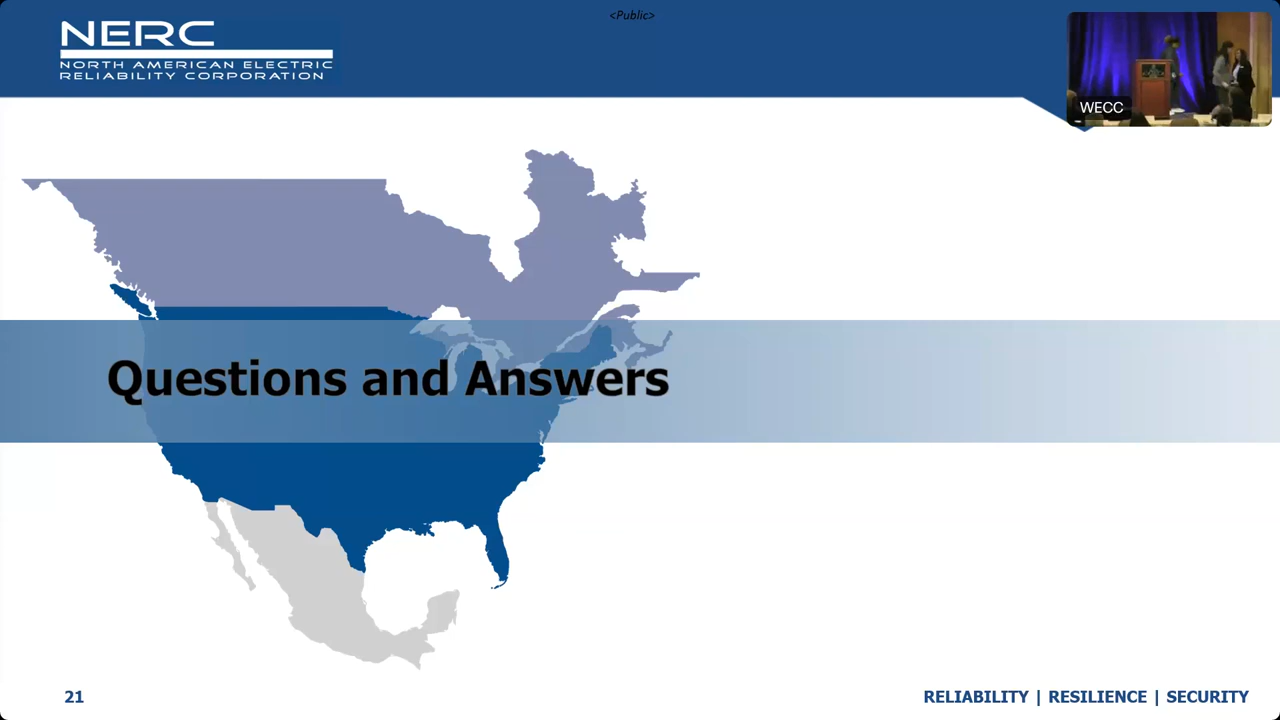 <Public>
NERC
NORTH AMERICAN ELECTRIC
RELIABILITY CORPORATION
WECC
Questions and Answers
21
RELIABILITY | RESILIENCE | SECURITY